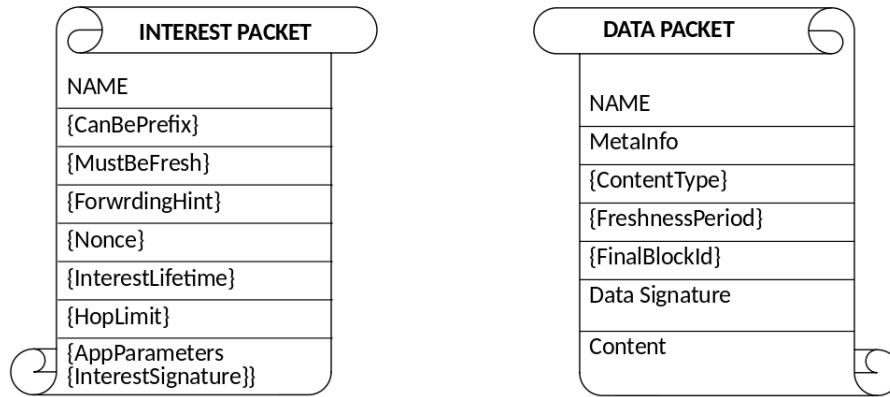 INTEREST PACKET
NAME
{CanBePrefix}
{MustBeFresh}
{ForwrdingHint}
{Nonce}
{InterestLifetime}
{HopLimit}
{AppParameters
{InterestSignature}}
DATA PACKET
NAME
MetaInfo
{ContentType}
{FreshnessPeriod}
{FinalBlockId}
Data Signature
Content